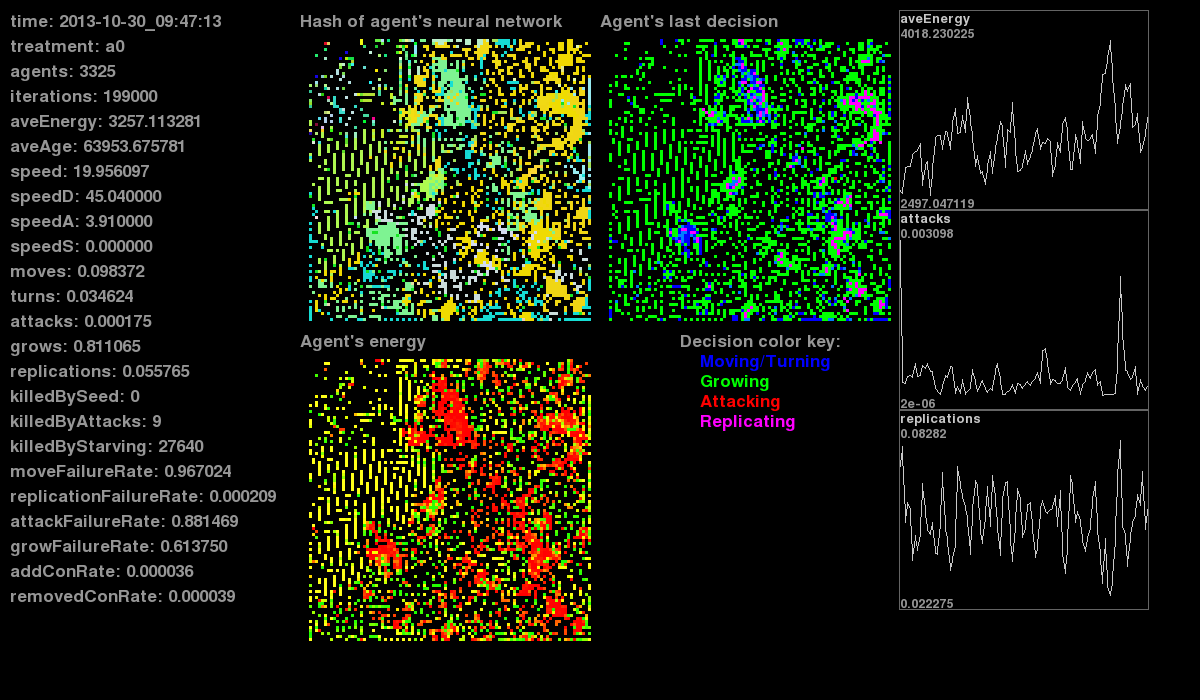 time: 2013-10-30_09:47:13
treatment: a0
agents: 3325
iterations: 199000
aveEnergy: 3257.113281
aveAge: 63953.675781
speed: 19.956097
speedD: 45.040000
speedA: 3.910000
speedS: 0.000000
moves: 0.098372
turns: 0.034624
attacks: 0.000175
grows: 0.811065
replications: 0.055765
killedBySeed: 0
killedByAttacks: 9
killedByStarving: 27640
moveFailureRate: 0.967024
replicationFailureRate: 0.000209
attackFailureRate: 0.881469
growFailureRate: 0.613750
addConRate: 0.000036
removedConRate: 0.000039
Hash of agent's neural network
Agent's last decision
Agent's energy
Decision color key:
Moving/Turning
Growing
Attacking
Replicating
aveEnergy
4018.230225
2497.047119
attacks
0.003098
2e-06
replications
0.08282
0.022275